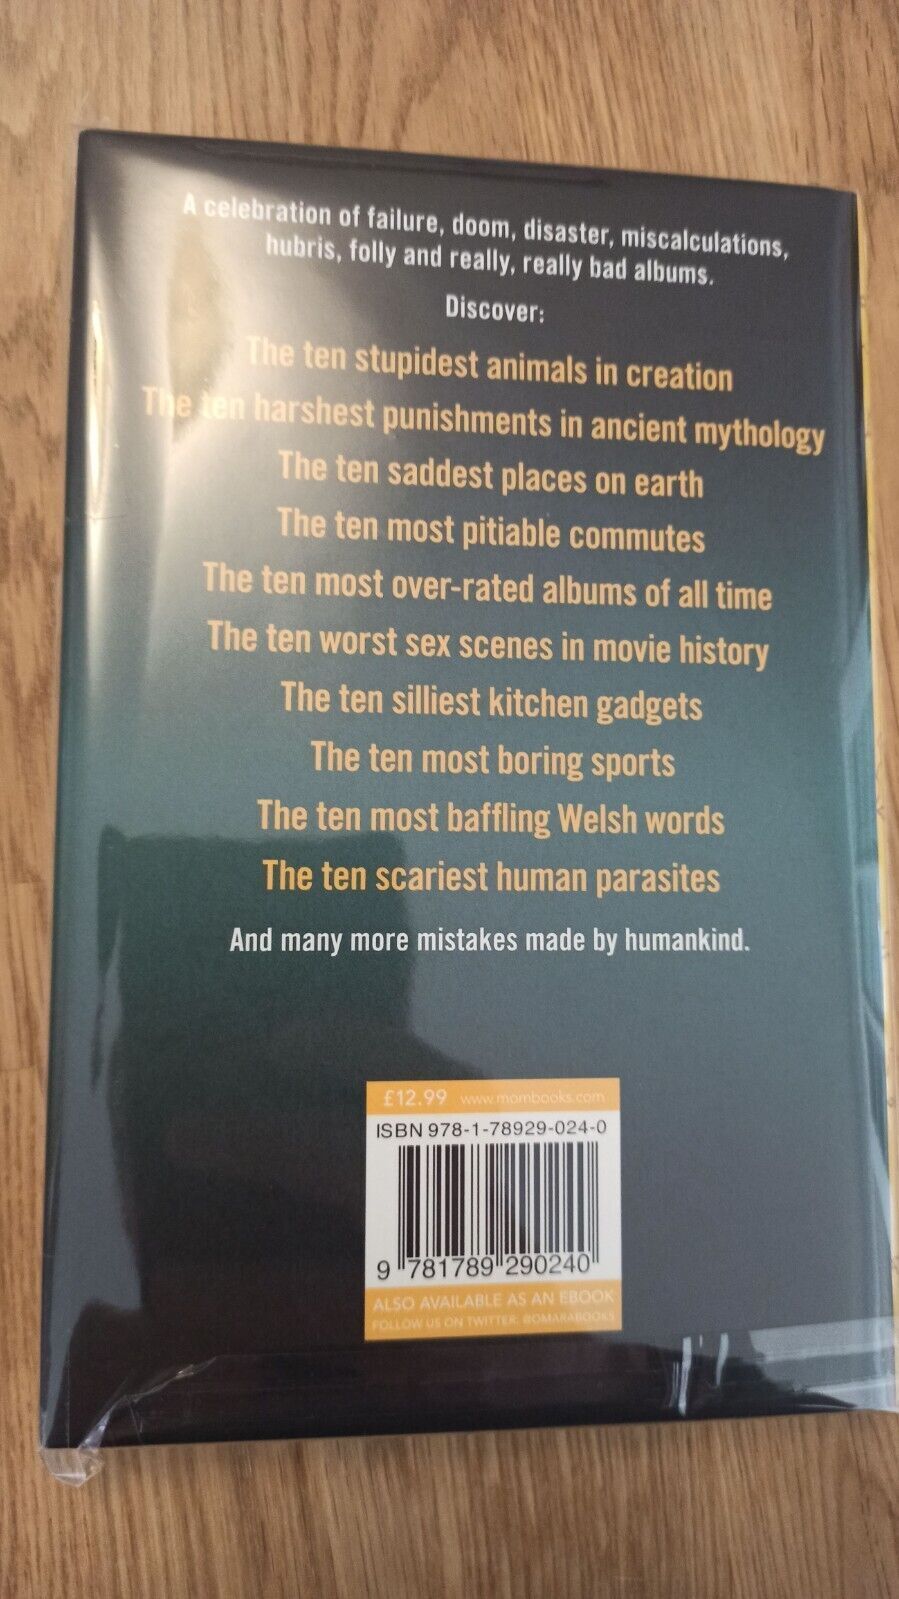 A celebration of failure, doom, disaster, miscalculations,
hubris, folly and really, really bad albums.
Discover:
The ten stupidest animals in creation
The ten harshest punishments in ancient mythology
The ten saddest places on earth
The ten most pitiable commutes
The ten most over-rated albums of all time
The ten worst sex scenes in movie history
The ten silliest kitchen gadgets
The ten most boring sports
The ten most baffling Welsh words
The ten scariest human parasites
And many more mistakes made by humankind.
£12.99 www.mombooks.com
ISBN 978-1-78929-024-0
9 781789 290240
ALSO AVAILABLE AS AN EBOOK
FOLLOW US ON TWITTER: @OMARABOOKS